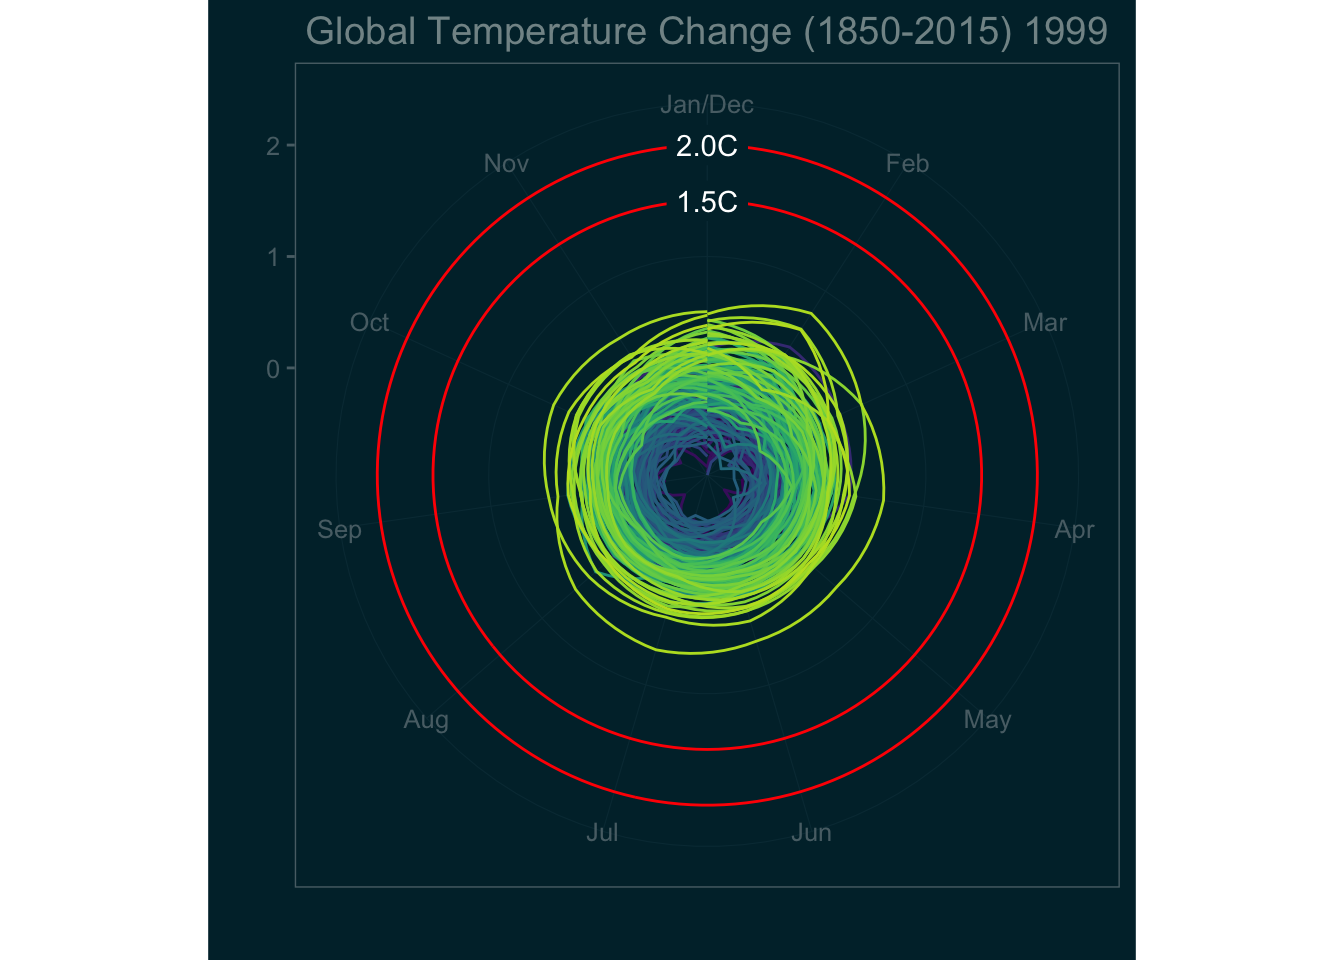 Global Temperature Change (1850-2015) 1999
Jan/Dec
2
2.0C
Nov
Feb
1.5C
1
Oct
Mar
0
Sep
Apr
Aug
May
Jul
Jun